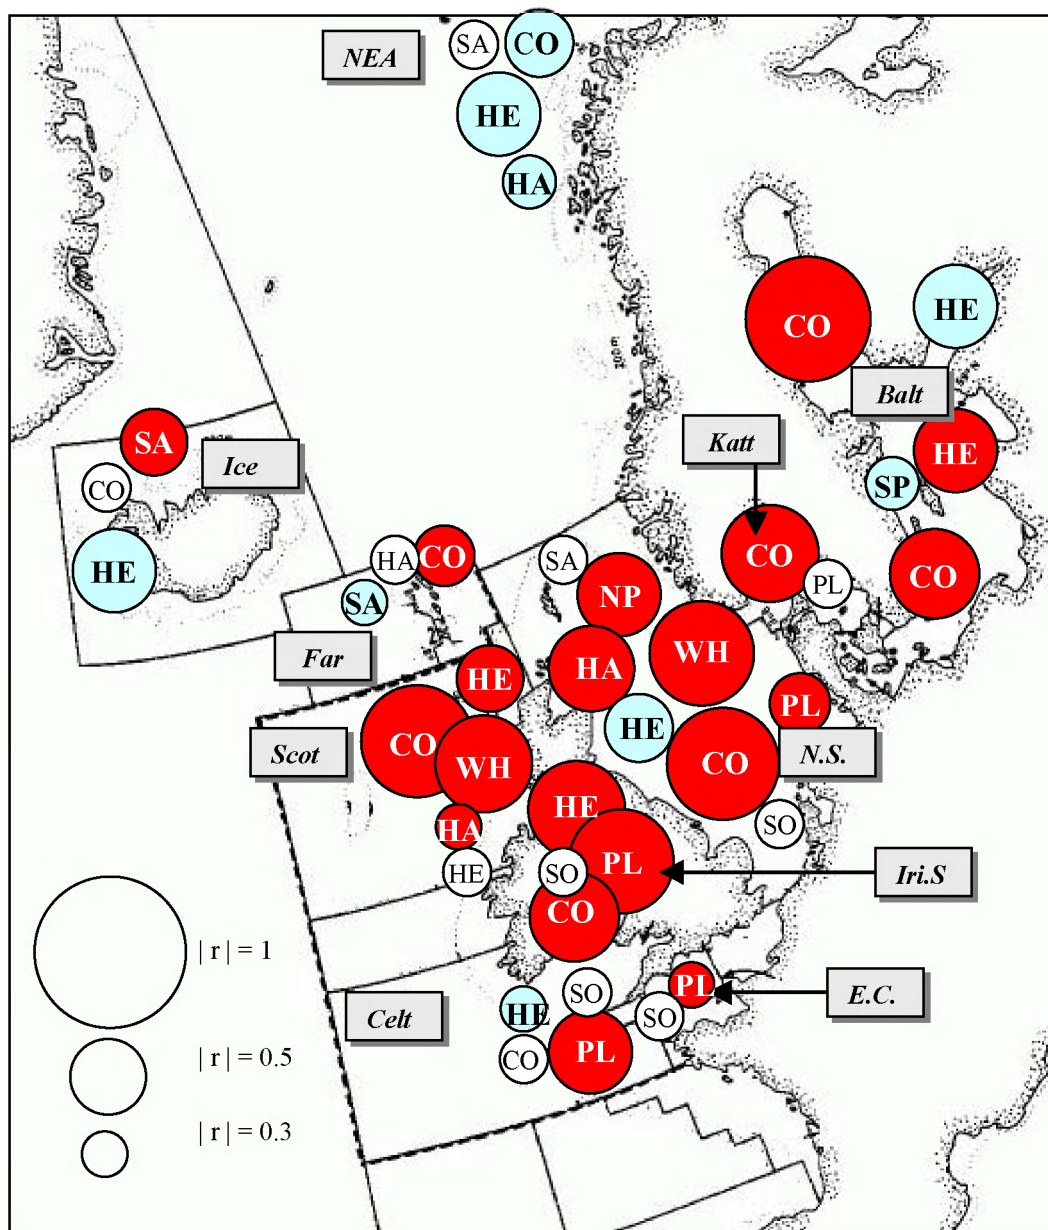 NEA
SA
CO
HE
HA
CO
HE
Balt
SA
Ice
Katt
HE
CO
SP
HE
HA
CO
SA
CO
PL
CO
SA
NP
Far
HE
HA
WH
PL
Scot
CO
WH
HE
CO
N.S.
HA
HE
SO
HE
SO
PL
Iri.S
CO
| r | = 1
PL
E.C.
SO
HE
SO
Celt
CO
PL
| r | = 0.5
| r | = 0.3